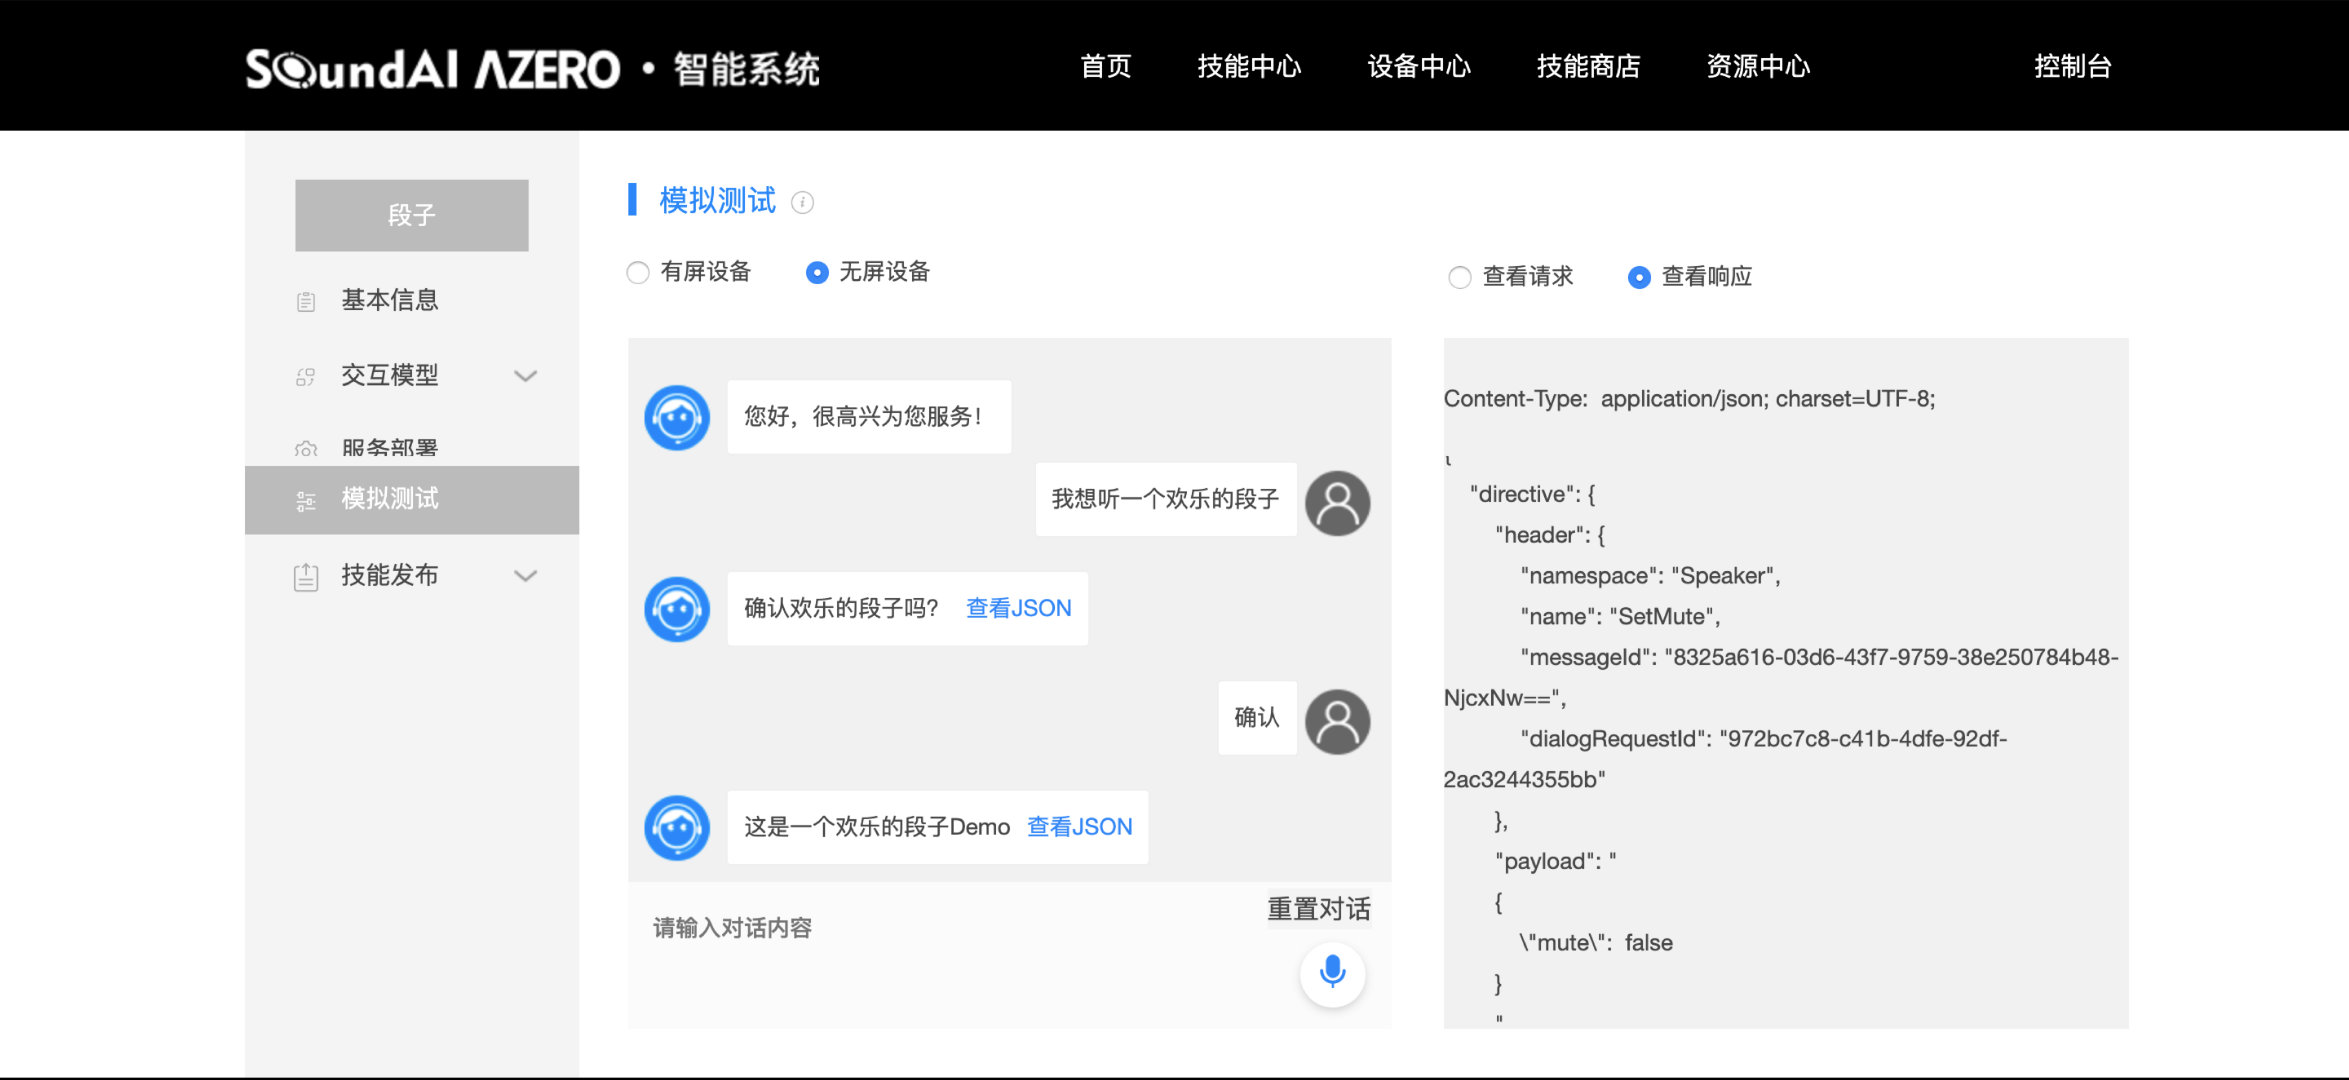 SoundAI AZERO · 智能系统
首页 技能中心 设备中心 技能商店 资源中心 控制台
段子
基本信息
交互模型
服务部署
模拟测试
技能发布
模拟测试
有屏设备 无屏设备
您好，很高兴为您服务！
我想听一个欢乐的段子
确认欢乐的段子吗？ 查看JSON
确认
这是一个欢乐的段子Demo 查看JSON
请输入对话内容
重置对话
查看请求 查看响应
Content-Type: application/json; charset=UTF-8;
"directive": {
"header": {
"namespace": "Speaker",
"name": "SetMute",
"messageId": "8325a616-03d6-43f7-9759-38e250784b48-
NjcxNw==",
"dialogRequestId": "972bc7c8-c41b-4dfe-92df-
2ac3244355bb"
},
"payload": "
{
\"mute\": false
}
"